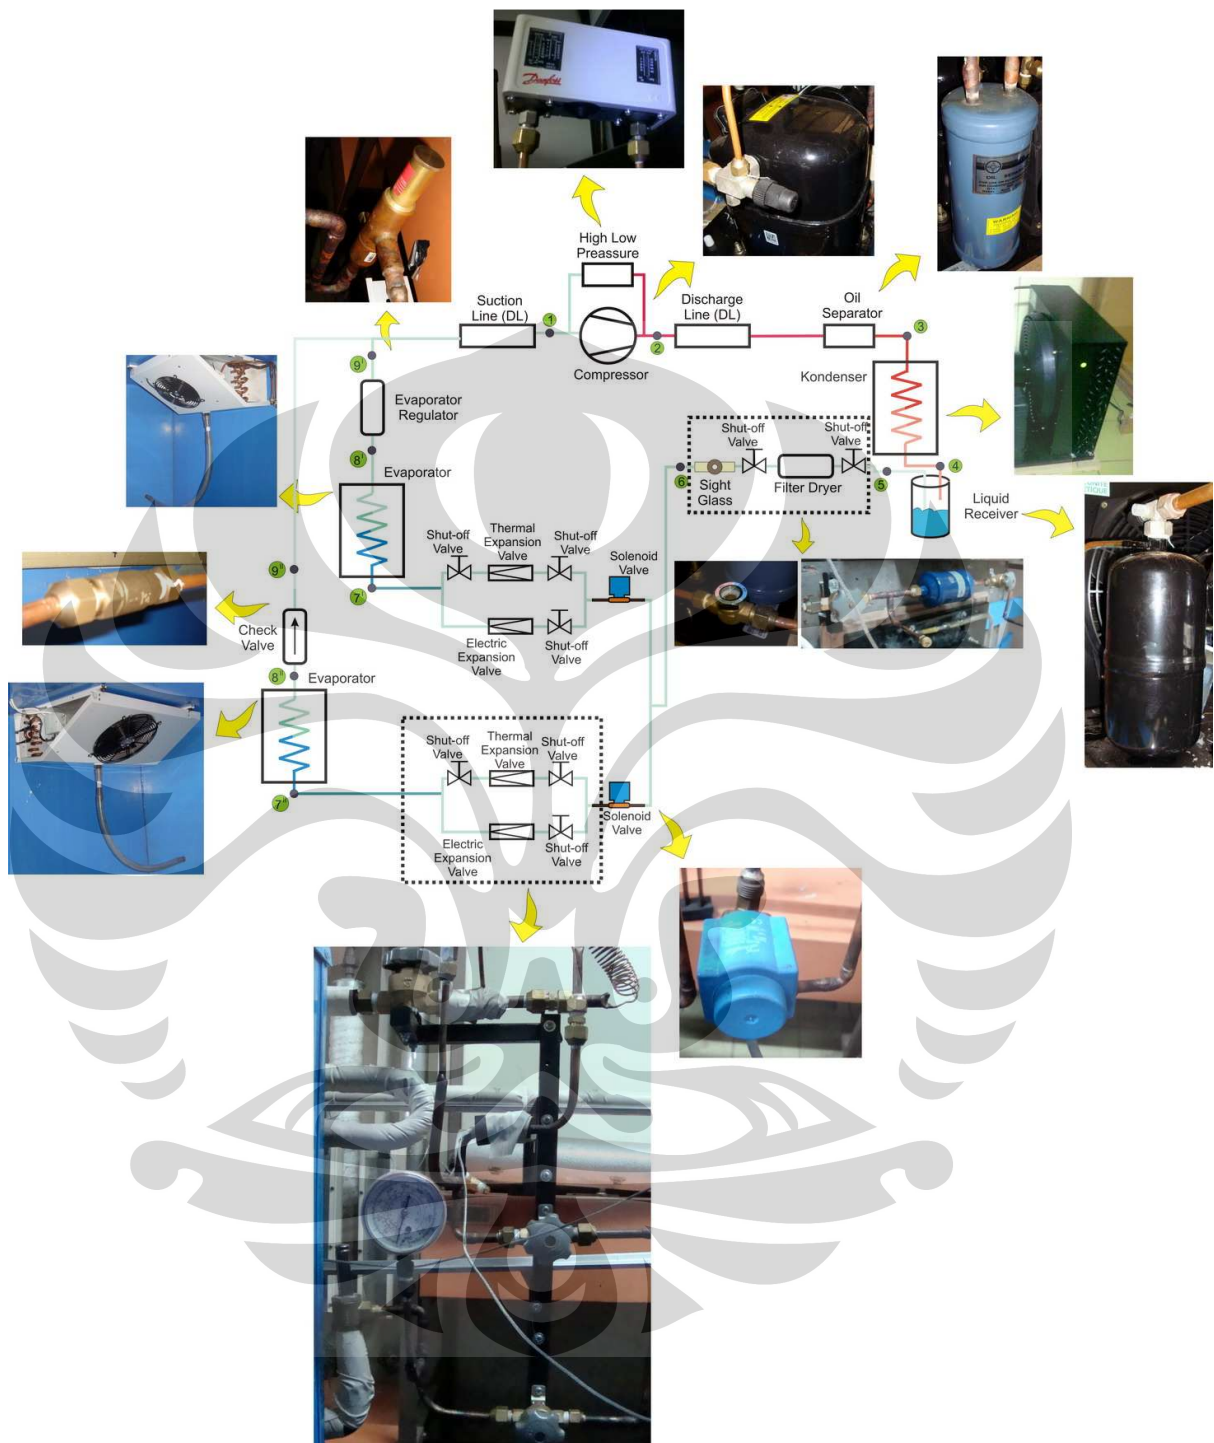 Danfoss
High Low
Preassure
Suction
Line (DL)
1
Compressor
2
Discharge
Line (DL)
Oil
Separator
3
Kondenser
9'
Evaporator
Regulator
8'
Evaporator
7'
Shut-off
Valve
Thermal
Expansion
Valve
Shut-off
Valve
Solenoid
Valve
Electric
Expansion
Valve
Shut-off
Valve
Shut-off
Valve
Shut-off
Valve
6
Sight
Glass
Filter Dryer
5
4
Liquid
Receiver
9"
Check
Valve
8"
Evaporator
7"
Shut-off
Valve
Thermal
Expansion
Valve
Shut-off
Valve
Solenoid
Valve
Electric
Expansion
Valve
Shut-off
Valve